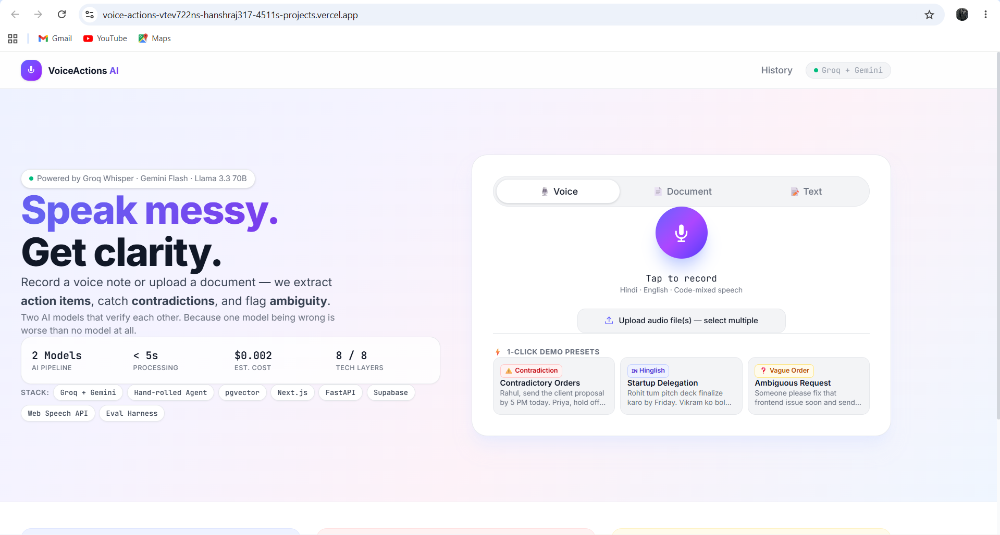 voice-actions-vtev722ns-hanshraj317-4511s-projects.vercel.app
Gmail
YouTube
Maps
VoiceActions AI
History
Groq + Gemini
Powered by Groq Whisper · Gemini Flash · Llama 3.3 70B
Speak messy.
Get clarity.
Record a voice note or upload a document — we extract
action items, catch contradictions, and flag ambiguity.
Two AI models that verify each other. Because one model being wrong is
worse than no model at all.
2 Models
AI PIPELINE
< 5s
PROCESSING
$0.002
EST. COST
8 / 8
TECH LAYERS
STACK:
Groq + Gemini
Hand-rolled Agent
pgvector
Next.js
FastAPI
Supabase
Web Speech API
Eval Harness
Voice
Document
Text
Tap to record
Hindi · English · Code-mixed speech
Upload audio file(s) — select multiple
1-CLICK DEMO PRESETS
Contradiction
Contradictory Orders
Rahul, send the client proposal
by 5 PM today. Priya, hold off...
IN Hinglish
Startup Delegation
Rohit tum pitch deck finalize
karo by Friday. Vikram ko bol...
Vague Order
Ambiguous Request
Someone please fix that
frontend issue soon and send...